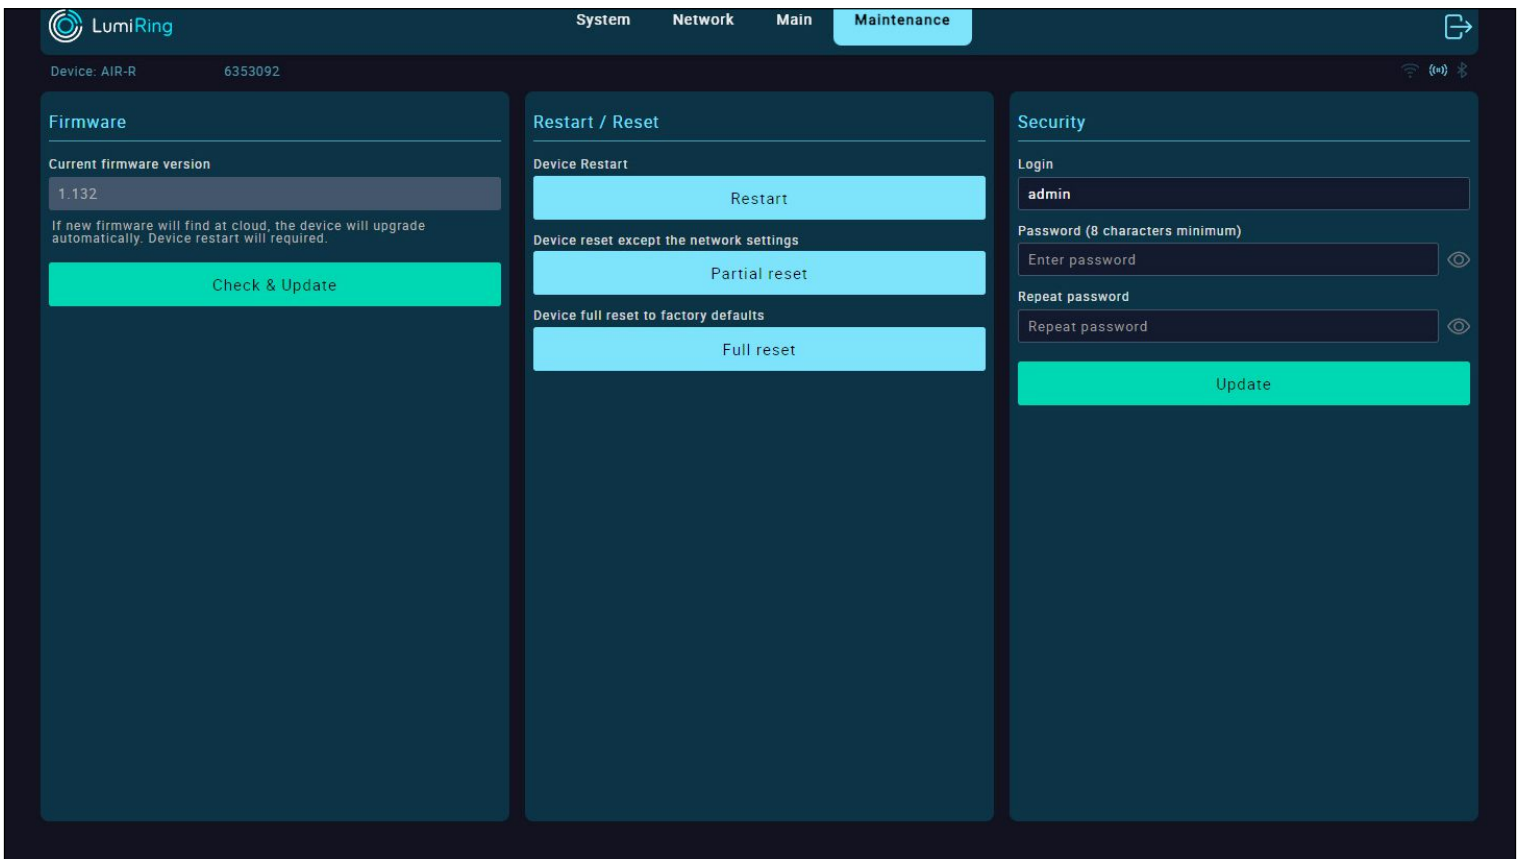 LumiRing
System Network Main Maintenance
Device: AIR-R 6353092
Firmware
Current firmware version
1.132
If new firmware will find at cloud, the device will upgrade
automatically. Device restart will required.
Check & Update
Restart / Reset
Device Restart
Restart
Device reset except the network settings
Partial reset
Device full reset to factory defaults
Full reset
Security
Login
admin
Password (8 characters minimum)
Enter password
Repeat password
Repeat password
Update